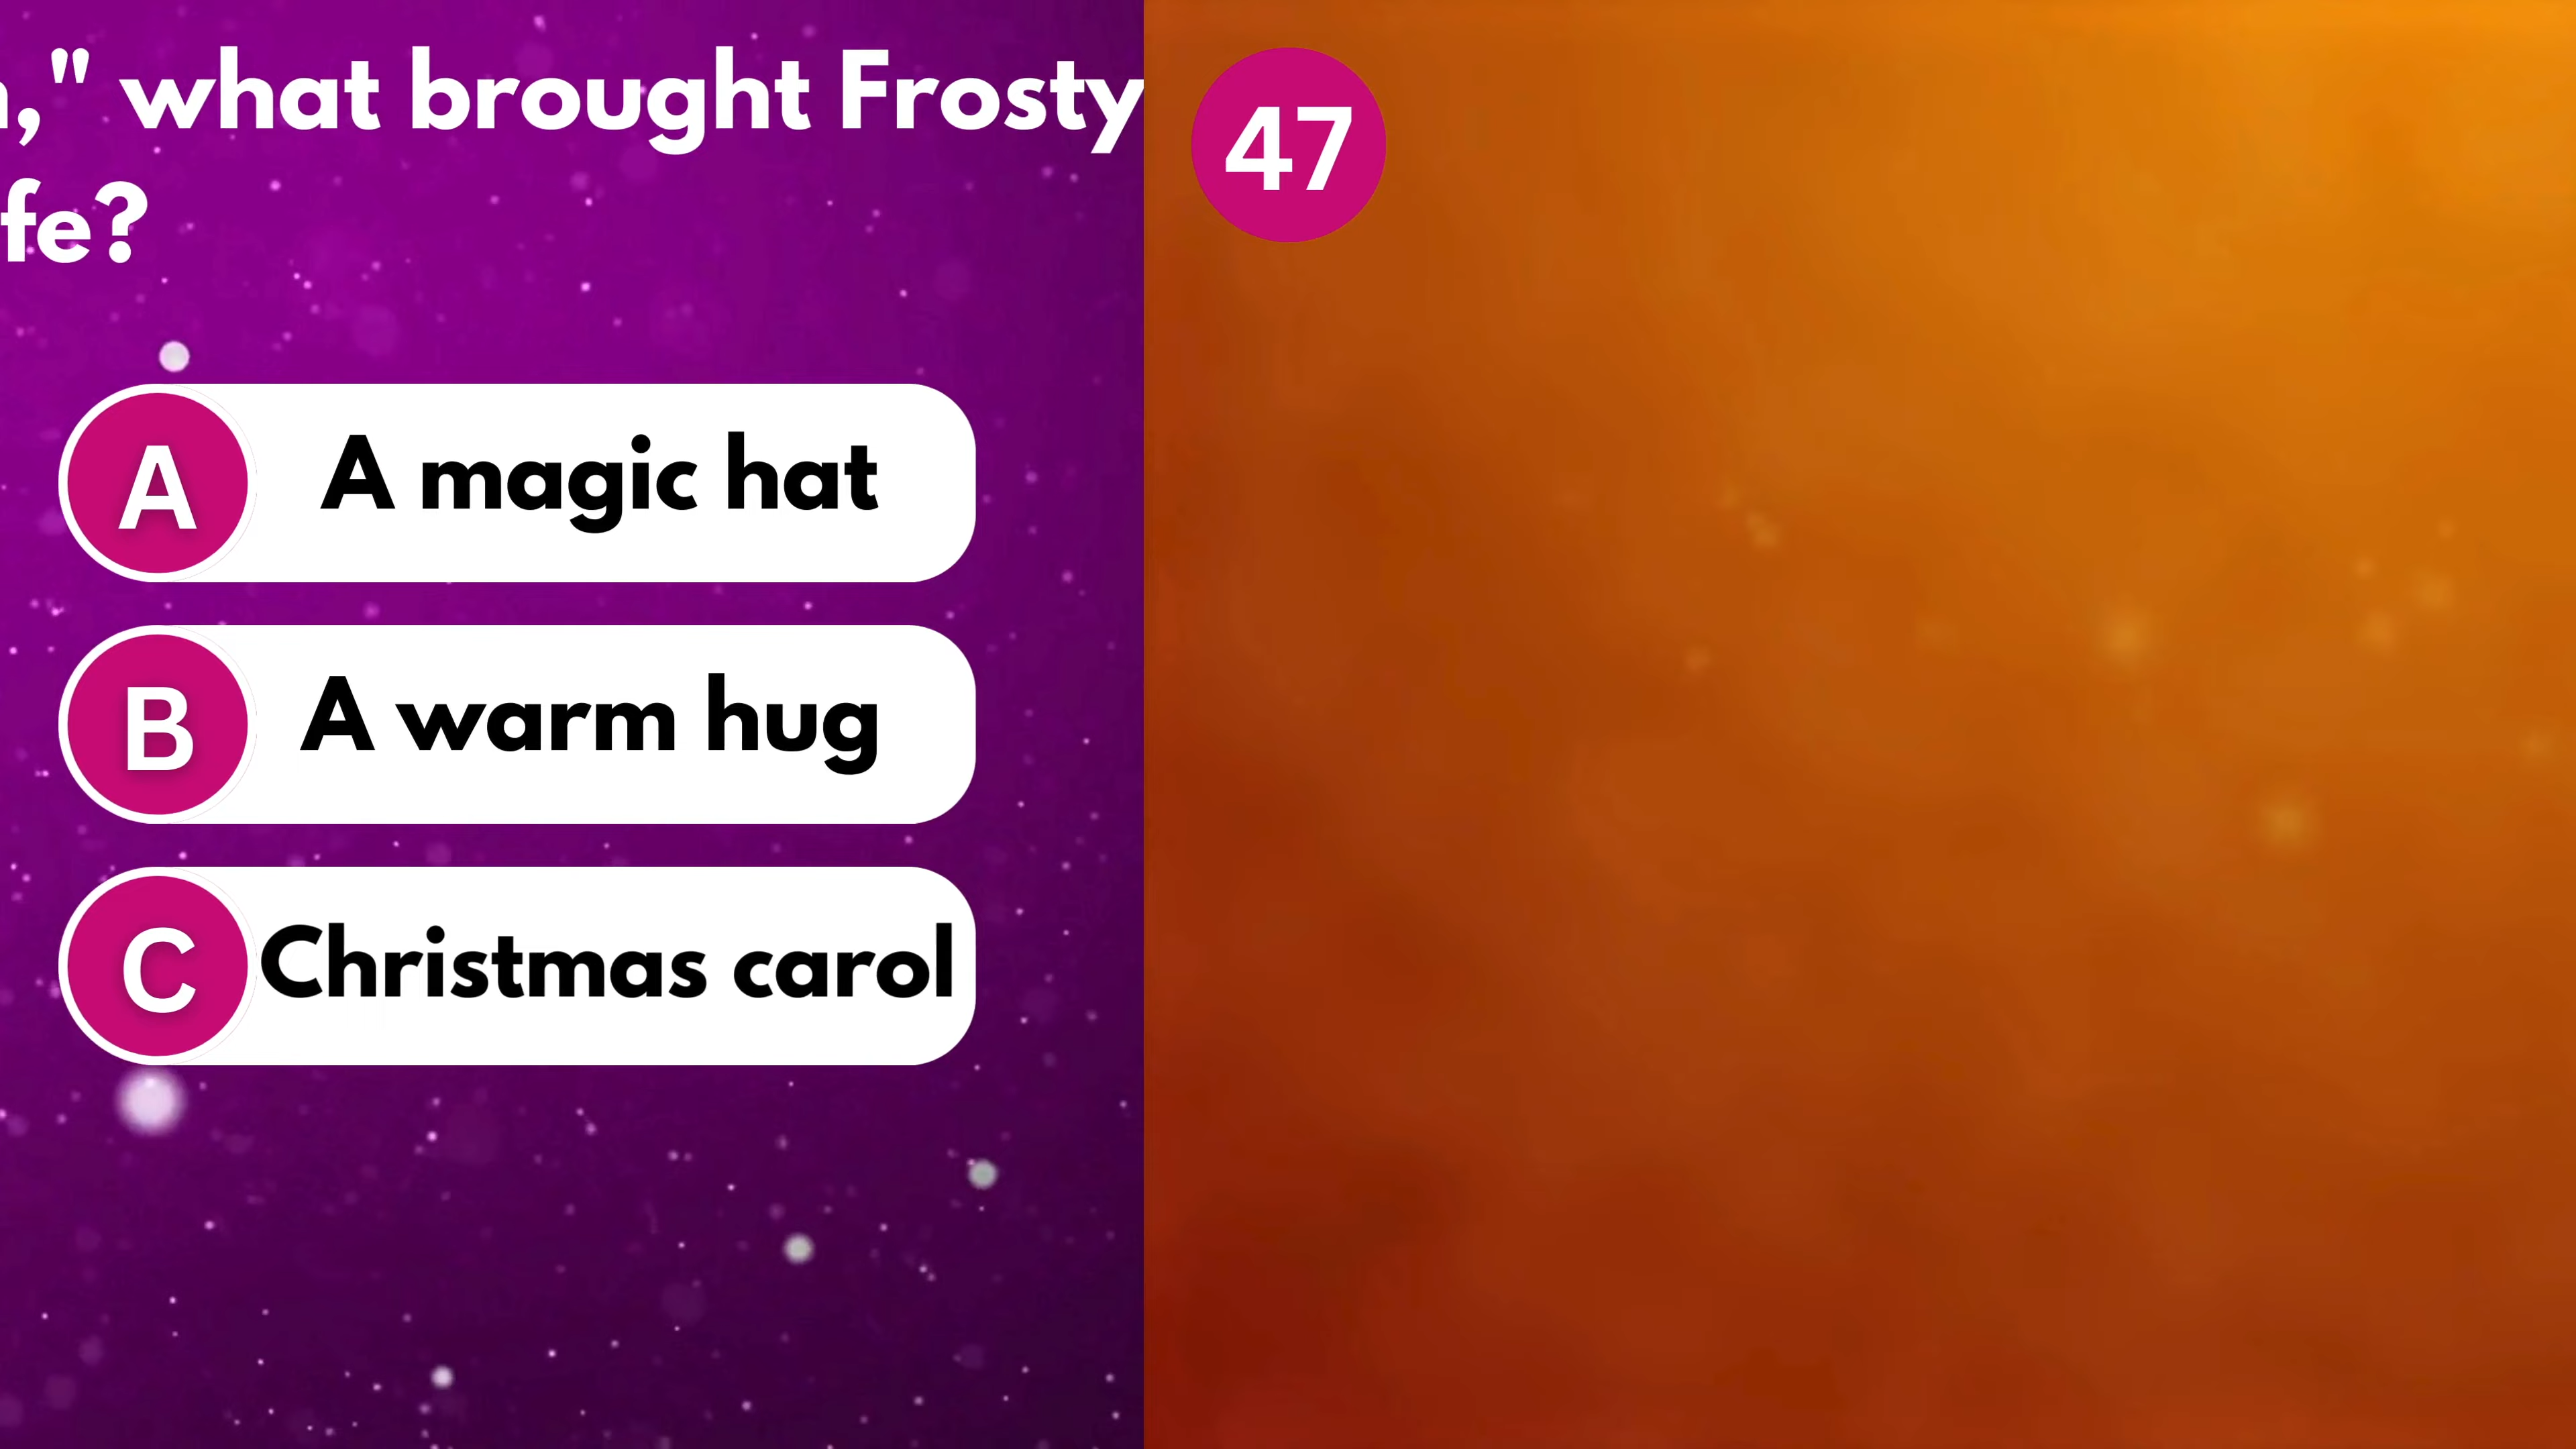 ," what brought Frosty
fe?
A A magic hat
B A warm hug
C Christmas carol
47